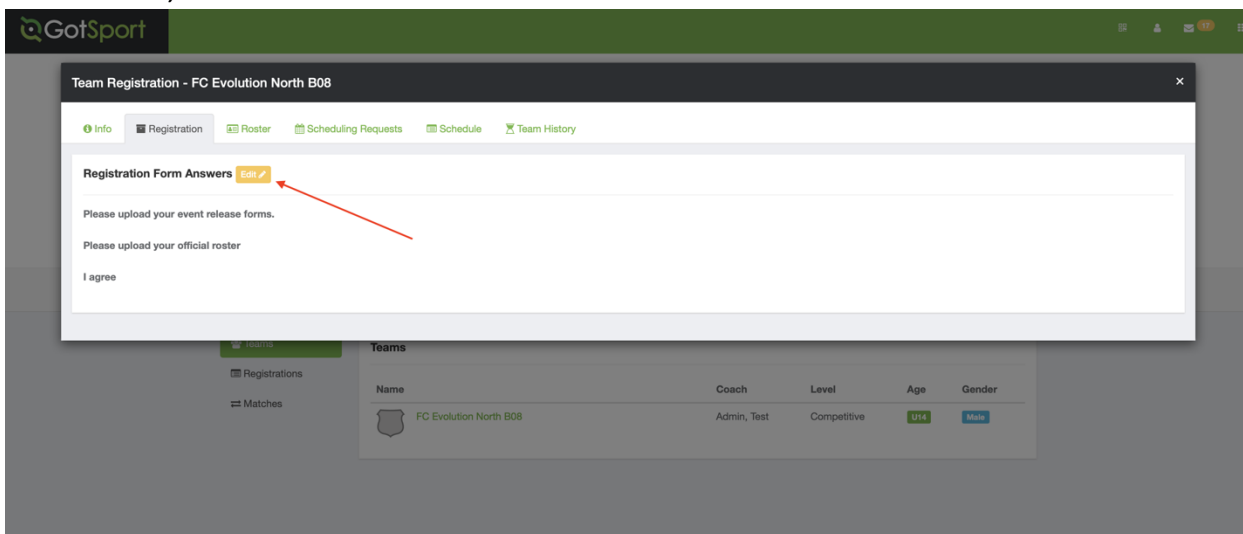 GotSport
17
Team Registration - FC Evolution North B08 ×
Info Registration Roster Scheduling Requests Schedule Team History
Registration Form Answers Edit
Please upload your event release forms.
Please upload your official roster
I agree
Teams Teams
Registrations
Name Coach Level Age Gender
Matches
FC Evolution North B08 Admin, Test Competitive U14 Male